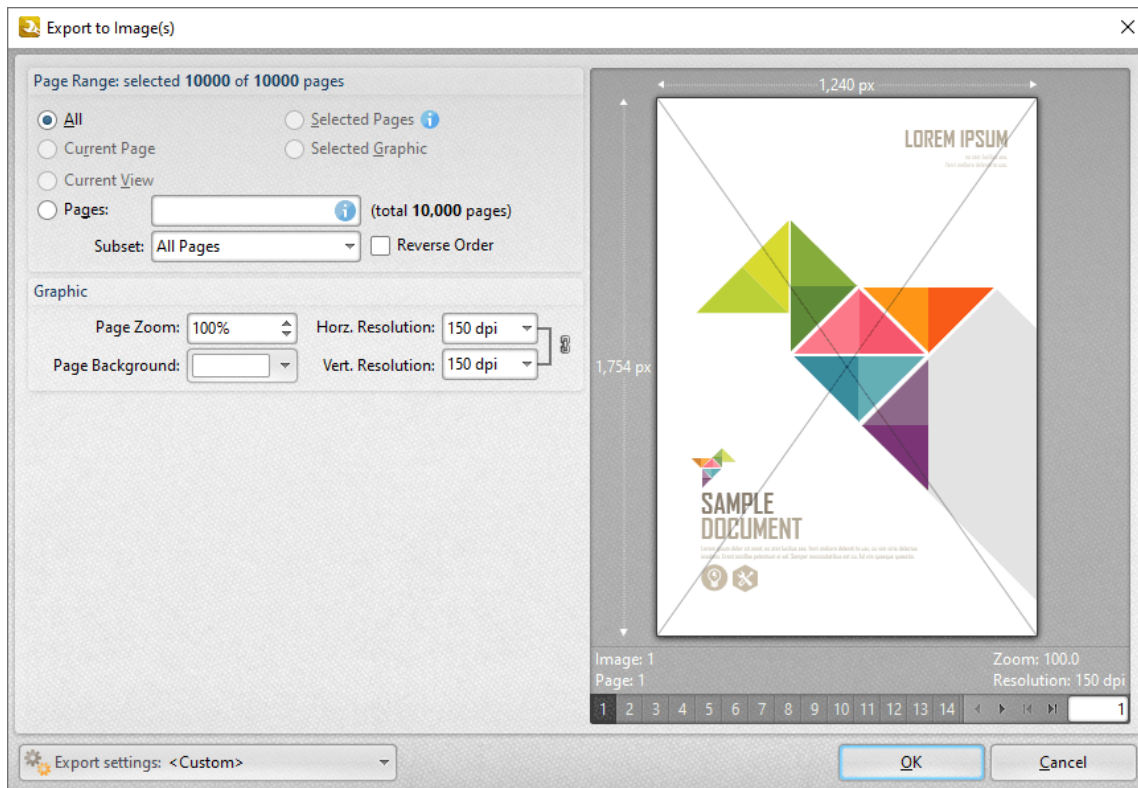 Export to Image(s)
Page Range: selected 10000 of 10000 pages
All
Selected Pages
Current Page
Selected Graphic
Current View
Pages:
(total 10,000 pages)
Subset: All Pages
Reverse Order
Graphic
Page Zoom: 100%
Horz. Resolution: 150 dpi
Page Background:
Vert. Resolution: 150 dpi
1,240 px
1,754 px
LOREM IPSUM
SAMPLE
DOCUMENT
Image: 1
Zoom: 100.0
Page: 1
Resolution: 150 dpi
1 2 3 4 5 6 7 8 9 10 11 12 13 14
1
Export settings: <Custom>
OK
Cancel